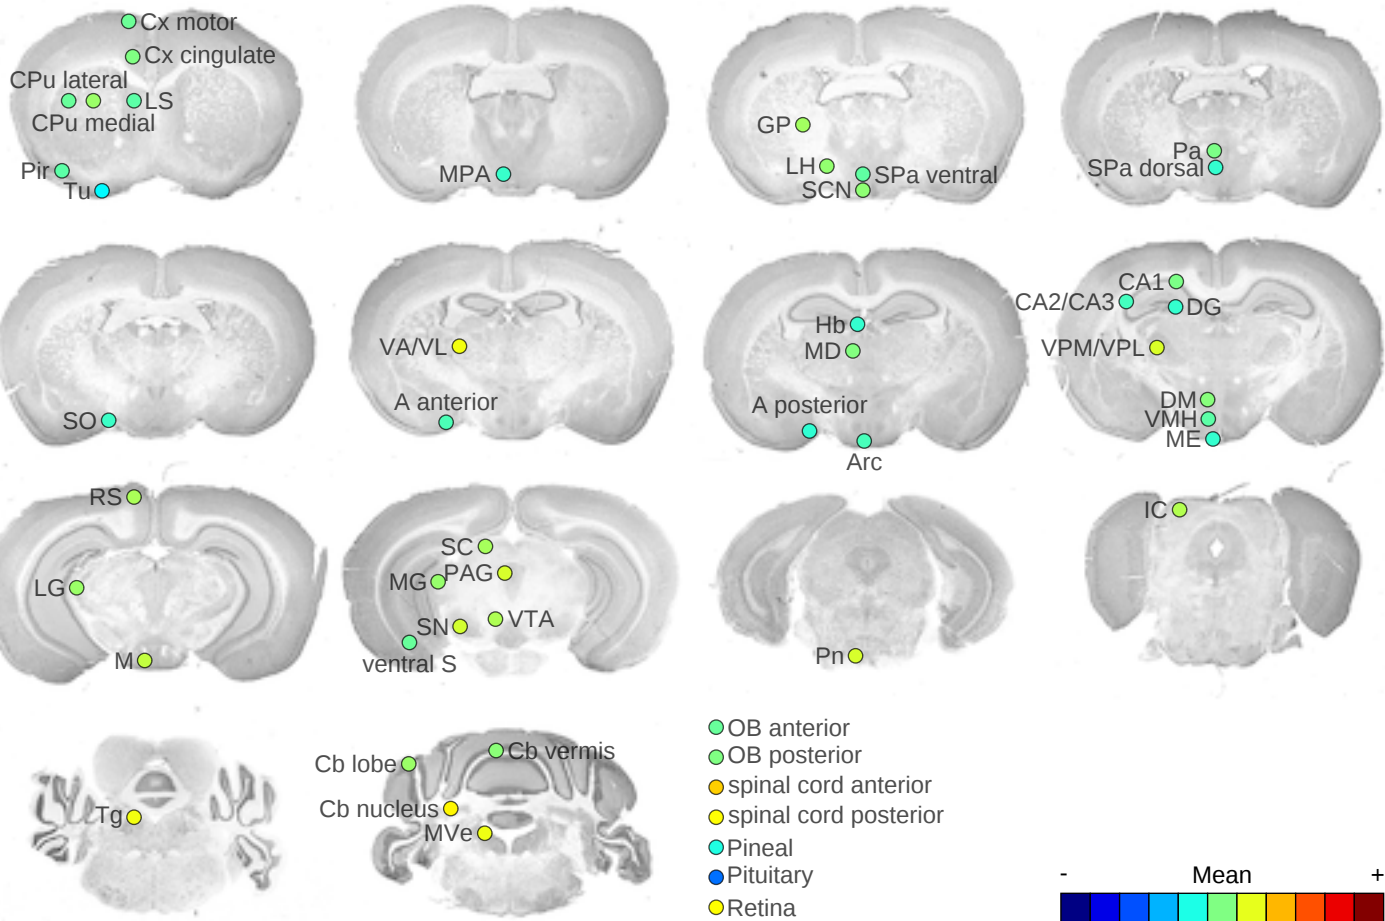 Cx motor
Cx cingulate
CPu lateral
LS
CPu medial
Pir
Tu
MPA
GP
LH
SPa ventral
SCN
Pa
SPa dorsal
SO
VA/VL
A anterior
Hb
MD
A posterior
Arc
CA1
CA2/CA3
DG
VPM/VPL
DM
VMH
ME
RS
LG
M
SC
MG
PAG
SN
VTA
ventral S
Pn
IC
Tg
Cb lobe
Cb vermis
Cb nucleus
MVe
OB anterior
OB posterior
spinal cord anterior
spinal cord posterior
Pineal
Pituitary
Retina
- Mean +